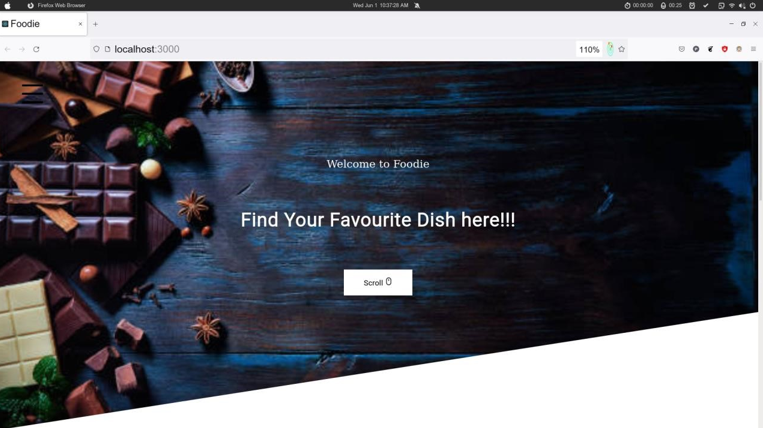 Firefox Web Browser
Wed Jun 1 10:37:26 AM
00:00:00
00:25
Foodie
localhost:3000
110%
Welcome to Foodie
Find Your Favourite Dish here!!!
Scroll